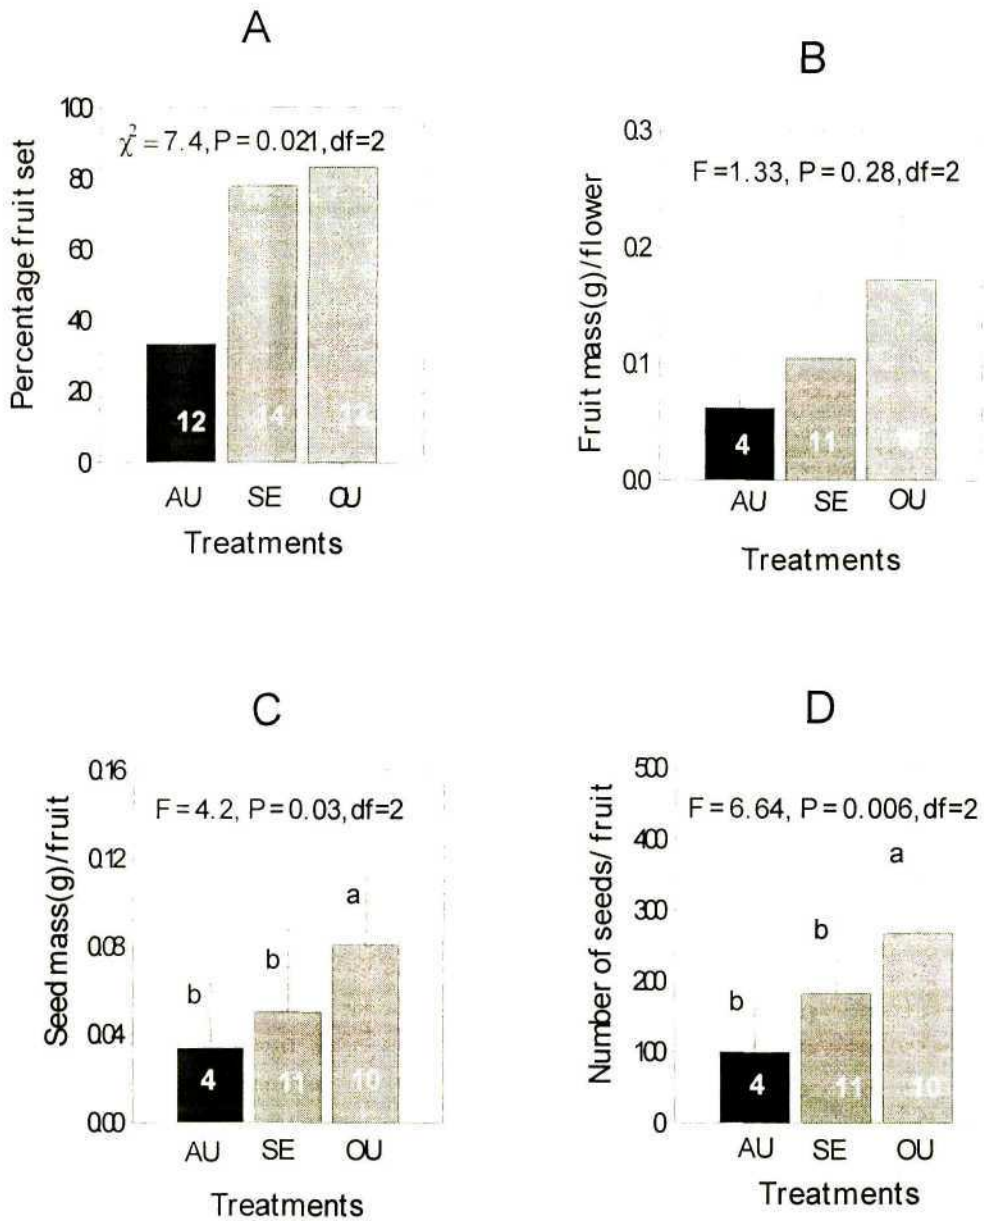 A
100
80
60
40
20
0
Percentage fruit set
χ² = 7.4, P = 0.021, df=2
12
14
12
AU SE OU
Treatments
B
0.3
0.2
0.1
0.0
Fruit mass(g)/flower
F =1.33, P = 0.28, df=2
4
11
AU SE OU
Treatments
C
0.16
0.12
0.08
0.04
0.00
Seed mass(g)/fruit
F = 4.2, P = 0.03, df=2
b
b
a
4
11
10
AU SE OU
Treatments
D
500
400
300
200
100
0
Number of seeds/ fruit
F = 6.64, P = 0.006, df=2
b
b
a
4
11
10
AU SE OU
Treatments